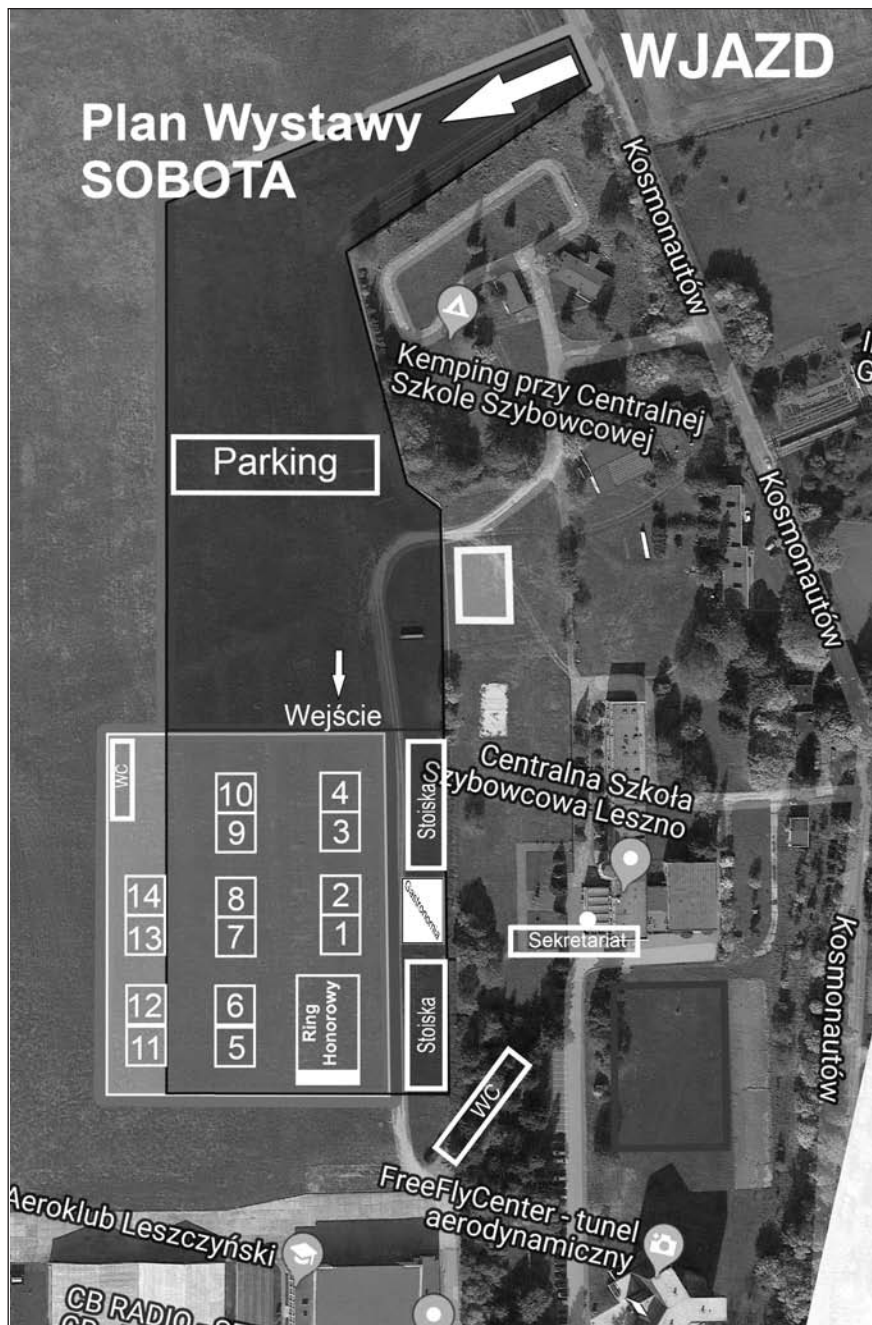 WJAZD
Plan Wystawy
SOBOTA
Kosmonautów
Kemping przy Centralnej
Szkole Szybowcowej
Parking
Kosmonautów
Wejście
WC
10
9
4
3
Stoiska
Centralna Szkoła
Szybowcowa Leszno
14
13
8
7
2
1
Gastronomia
Sekretariat
Kosmonautów
12
11
6
5
Ring
Honorowy
Stoiska
WC
FreeFlyCenter - tunel
aerodynamiczny
Aeroklub Leszczyński
CB RADIO